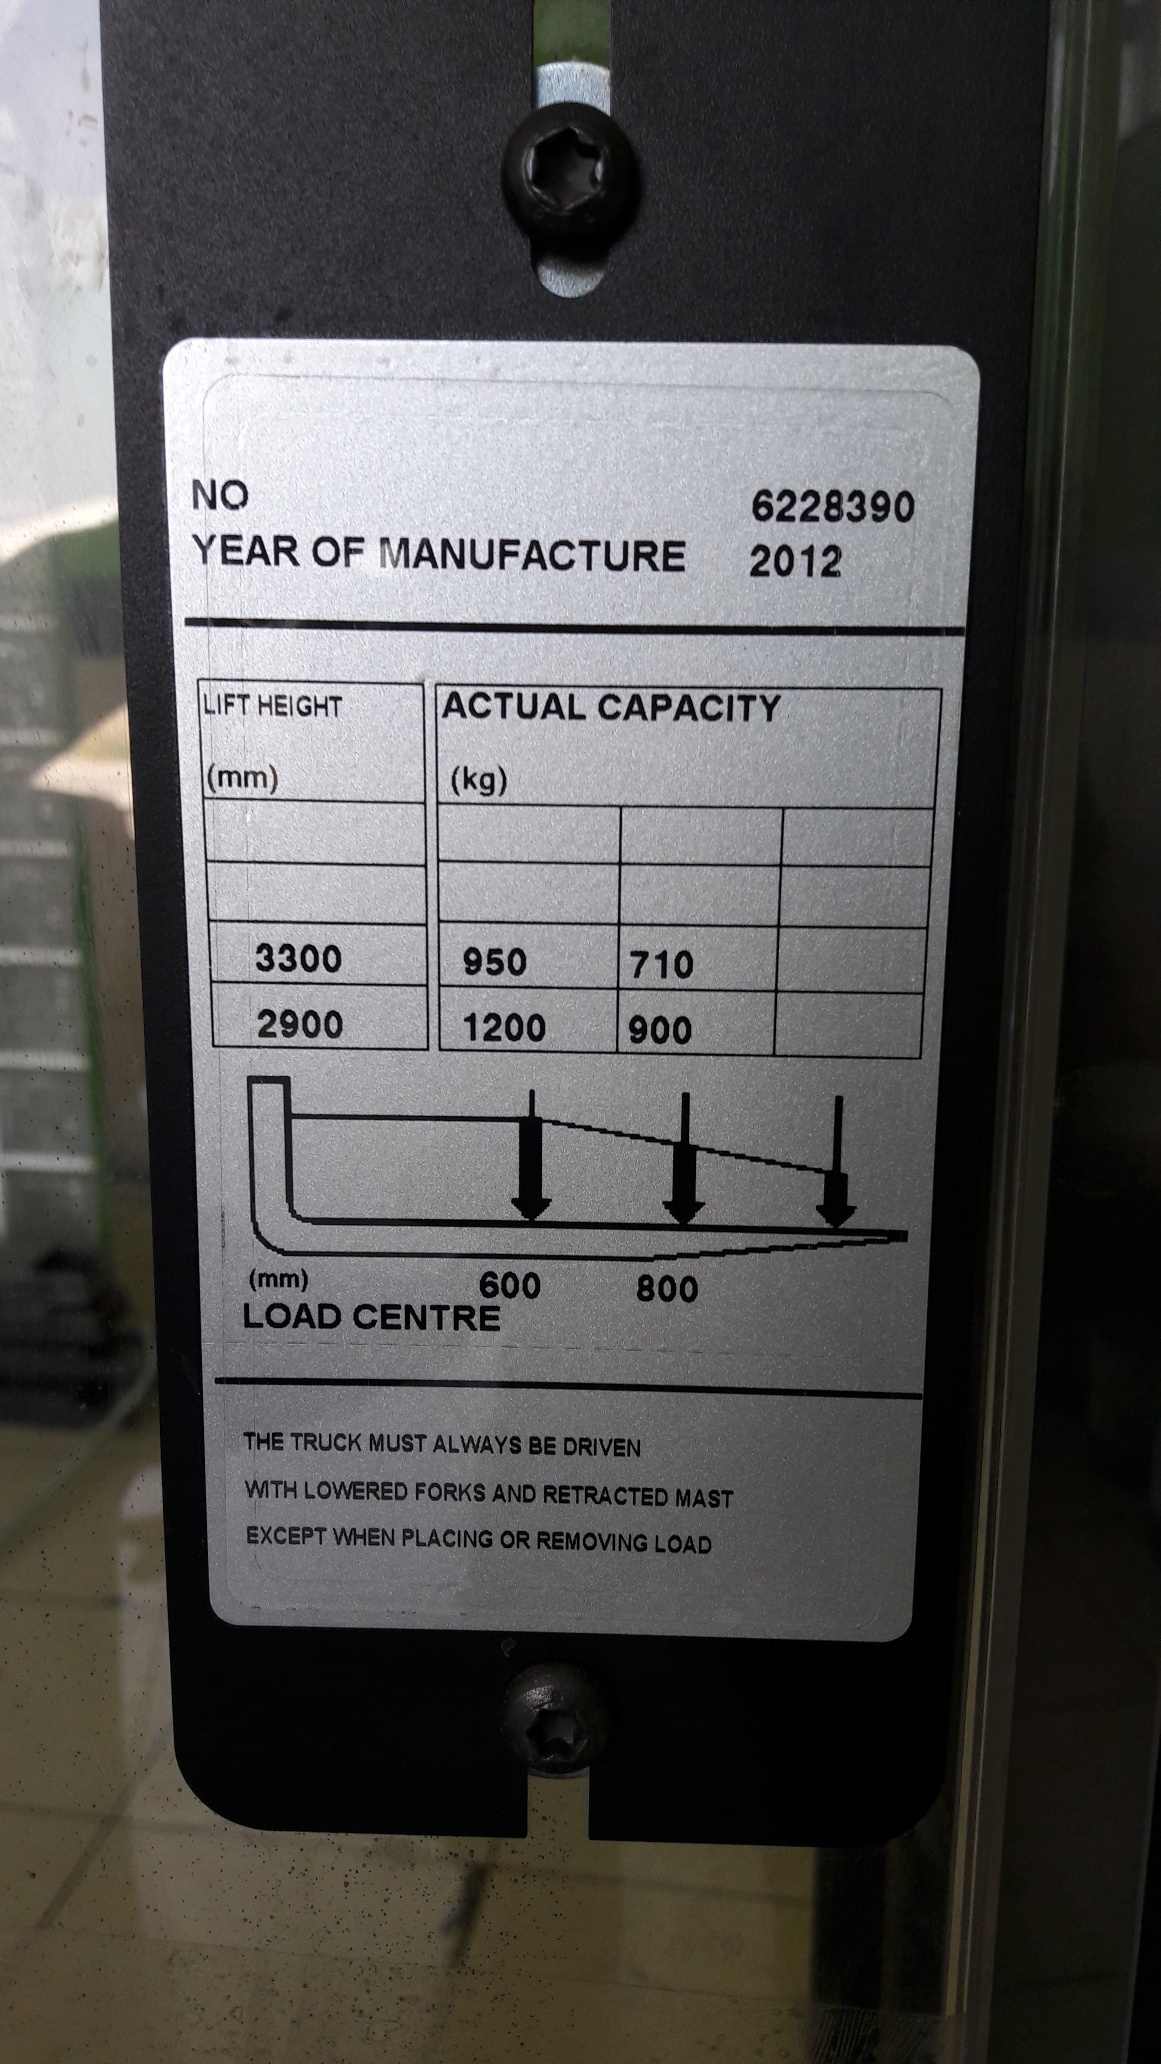 NO 6228390
YEAR OF MANUFACTURE 2012
LIFT HEIGHT ACTUAL CAPACITY
(mm) (kg)
3300 950 710
2900 1200 900
(mm) 600 800
LOAD CENTRE
THE TRUCK MUST ALWAYS BE DRIVEN
WITH LOWERED FORKS AND RETRACTED MAST
EXCEPT WHEN PLACING OR REMOVING LOAD